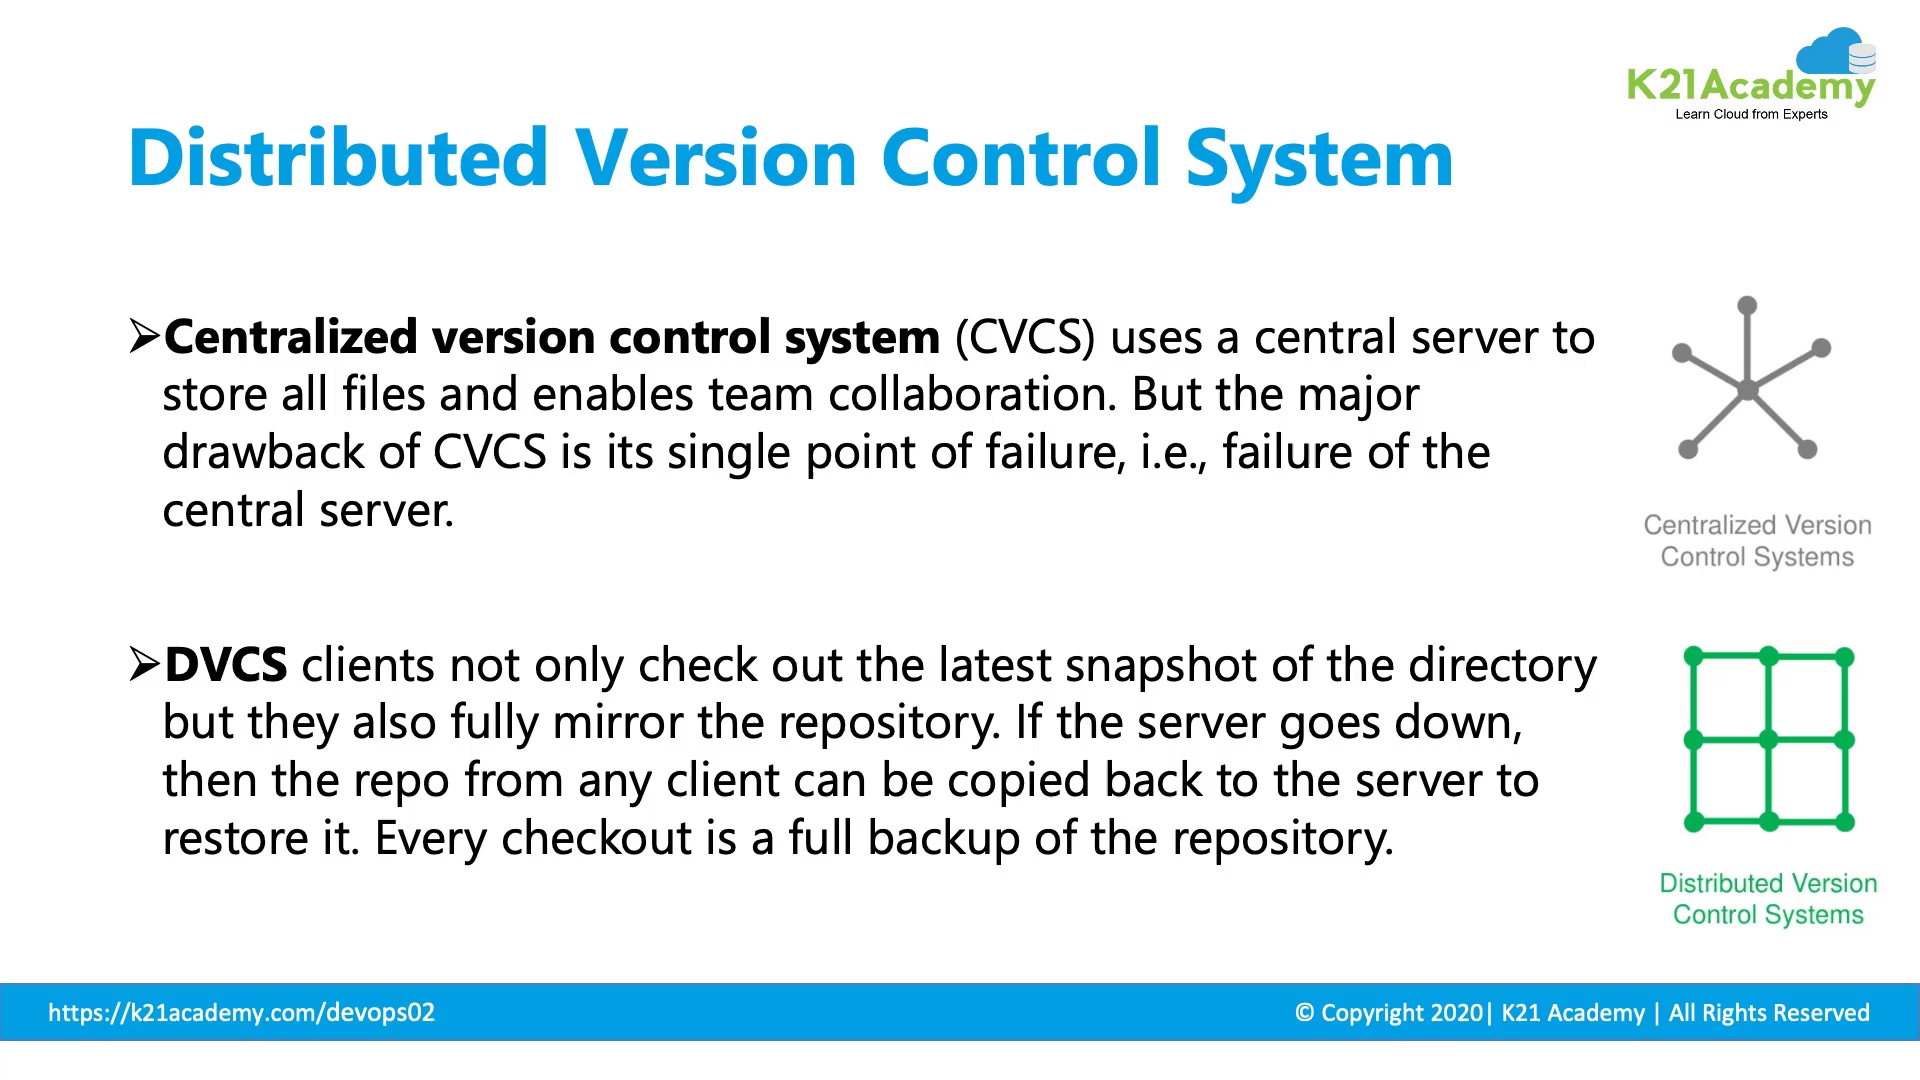 K21Academy
Learn Cloud from Experts
Distributed Version Control System
➢Centralized version control system (CVCS) uses a central server to
store all files and enables team collaboration. But the major
drawback of CVCS is its single point of failure, i.e., failure of the
central server.
Centralized Version
Control Systems
➢DVCS clients not only check out the latest snapshot of the directory
but they also fully mirror the repository. If the server goes down,
then the repo from any client can be copied back to the server to
restore it. Every checkout is a full backup of the repository.
Distributed Version
Control Systems
https://k21academy.com/devops02
© Copyright 2020| K21 Academy | All Rights Reserved